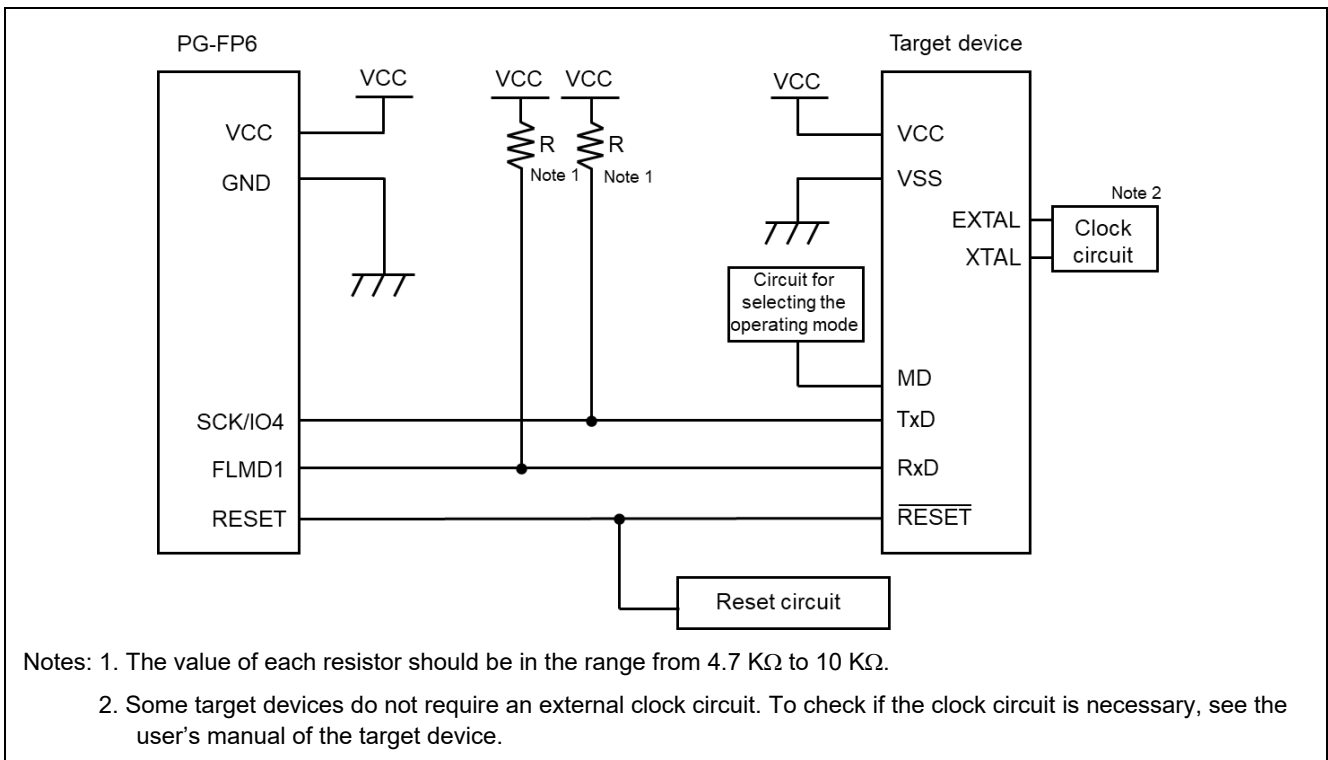 PG-FP6
Target device
VCC
VCC
VCC
VCC
VCC
GND
R
Note 1
R
Note 1
VCC
VSS
Note 2
EXTAL
XTAL
Clock
circuit
Circuit for
selecting the
operating mode
MD
SCK/IO4
TxD
FLMD1
RxD
RESET
RESET
Reset circuit
Notes: 1. The value of each resistor should be in the range from 4.7 KΩ to 10 KΩ.
2. Some target devices do not require an external clock circuit. To check if the clock circuit is necessary, see the
user’s manual of the target device.